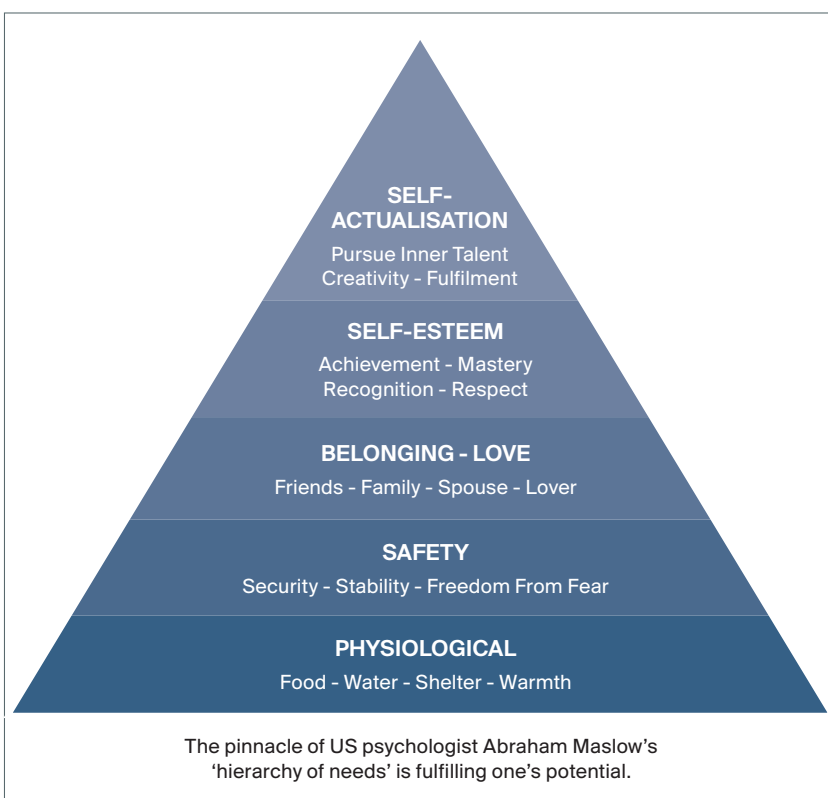 SELF-
ACTUALISATION
Pursue Inner Talent
Creativity - Fulfilment
SELF-ESTEEM
Achievement - Mastery
Recognition - Respect
BELONGING - LOVE
Friends - Family - Spouse - Lover
SAFETY
Security - Stability - Freedom From Fear
PHYSIOLOGICAL
Food - Water - Shelter - Warmth
The pinnacle of US psychologist Abraham Maslow’s
‘hierarchy of needs’ is fulfilling one’s potential.